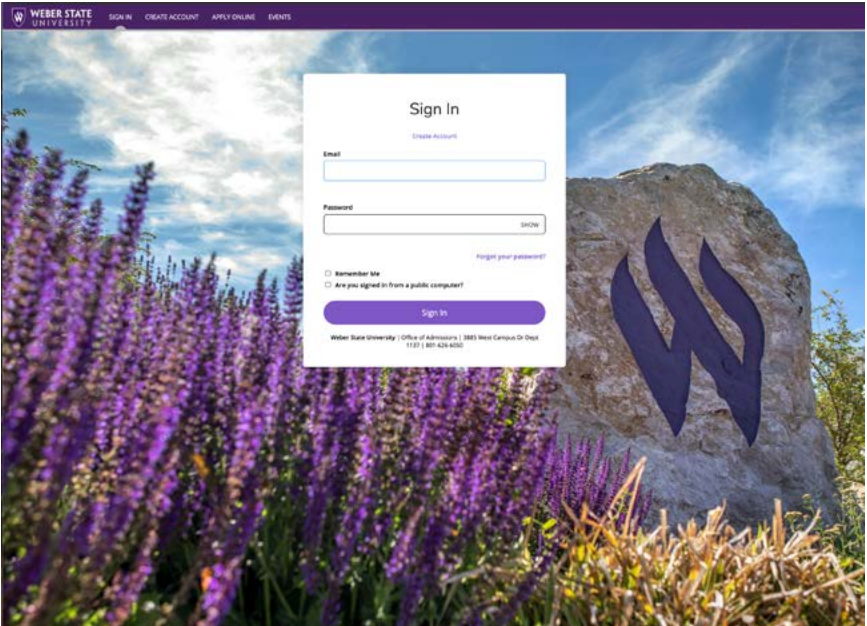 WEBER STATE
UNIVERSITY
SIGN IN CREATE ACCOUNT APPLY ONLINE EVENTS
Sign In
Create Account
Email
Password
SHOW
Forgot your password?
Remember Me
Are you signed in from a public computer?
Sign In
Weber State University | Office of Admissions | 3885 West Campus Dr Dept
1137 | 801-626-6050
W